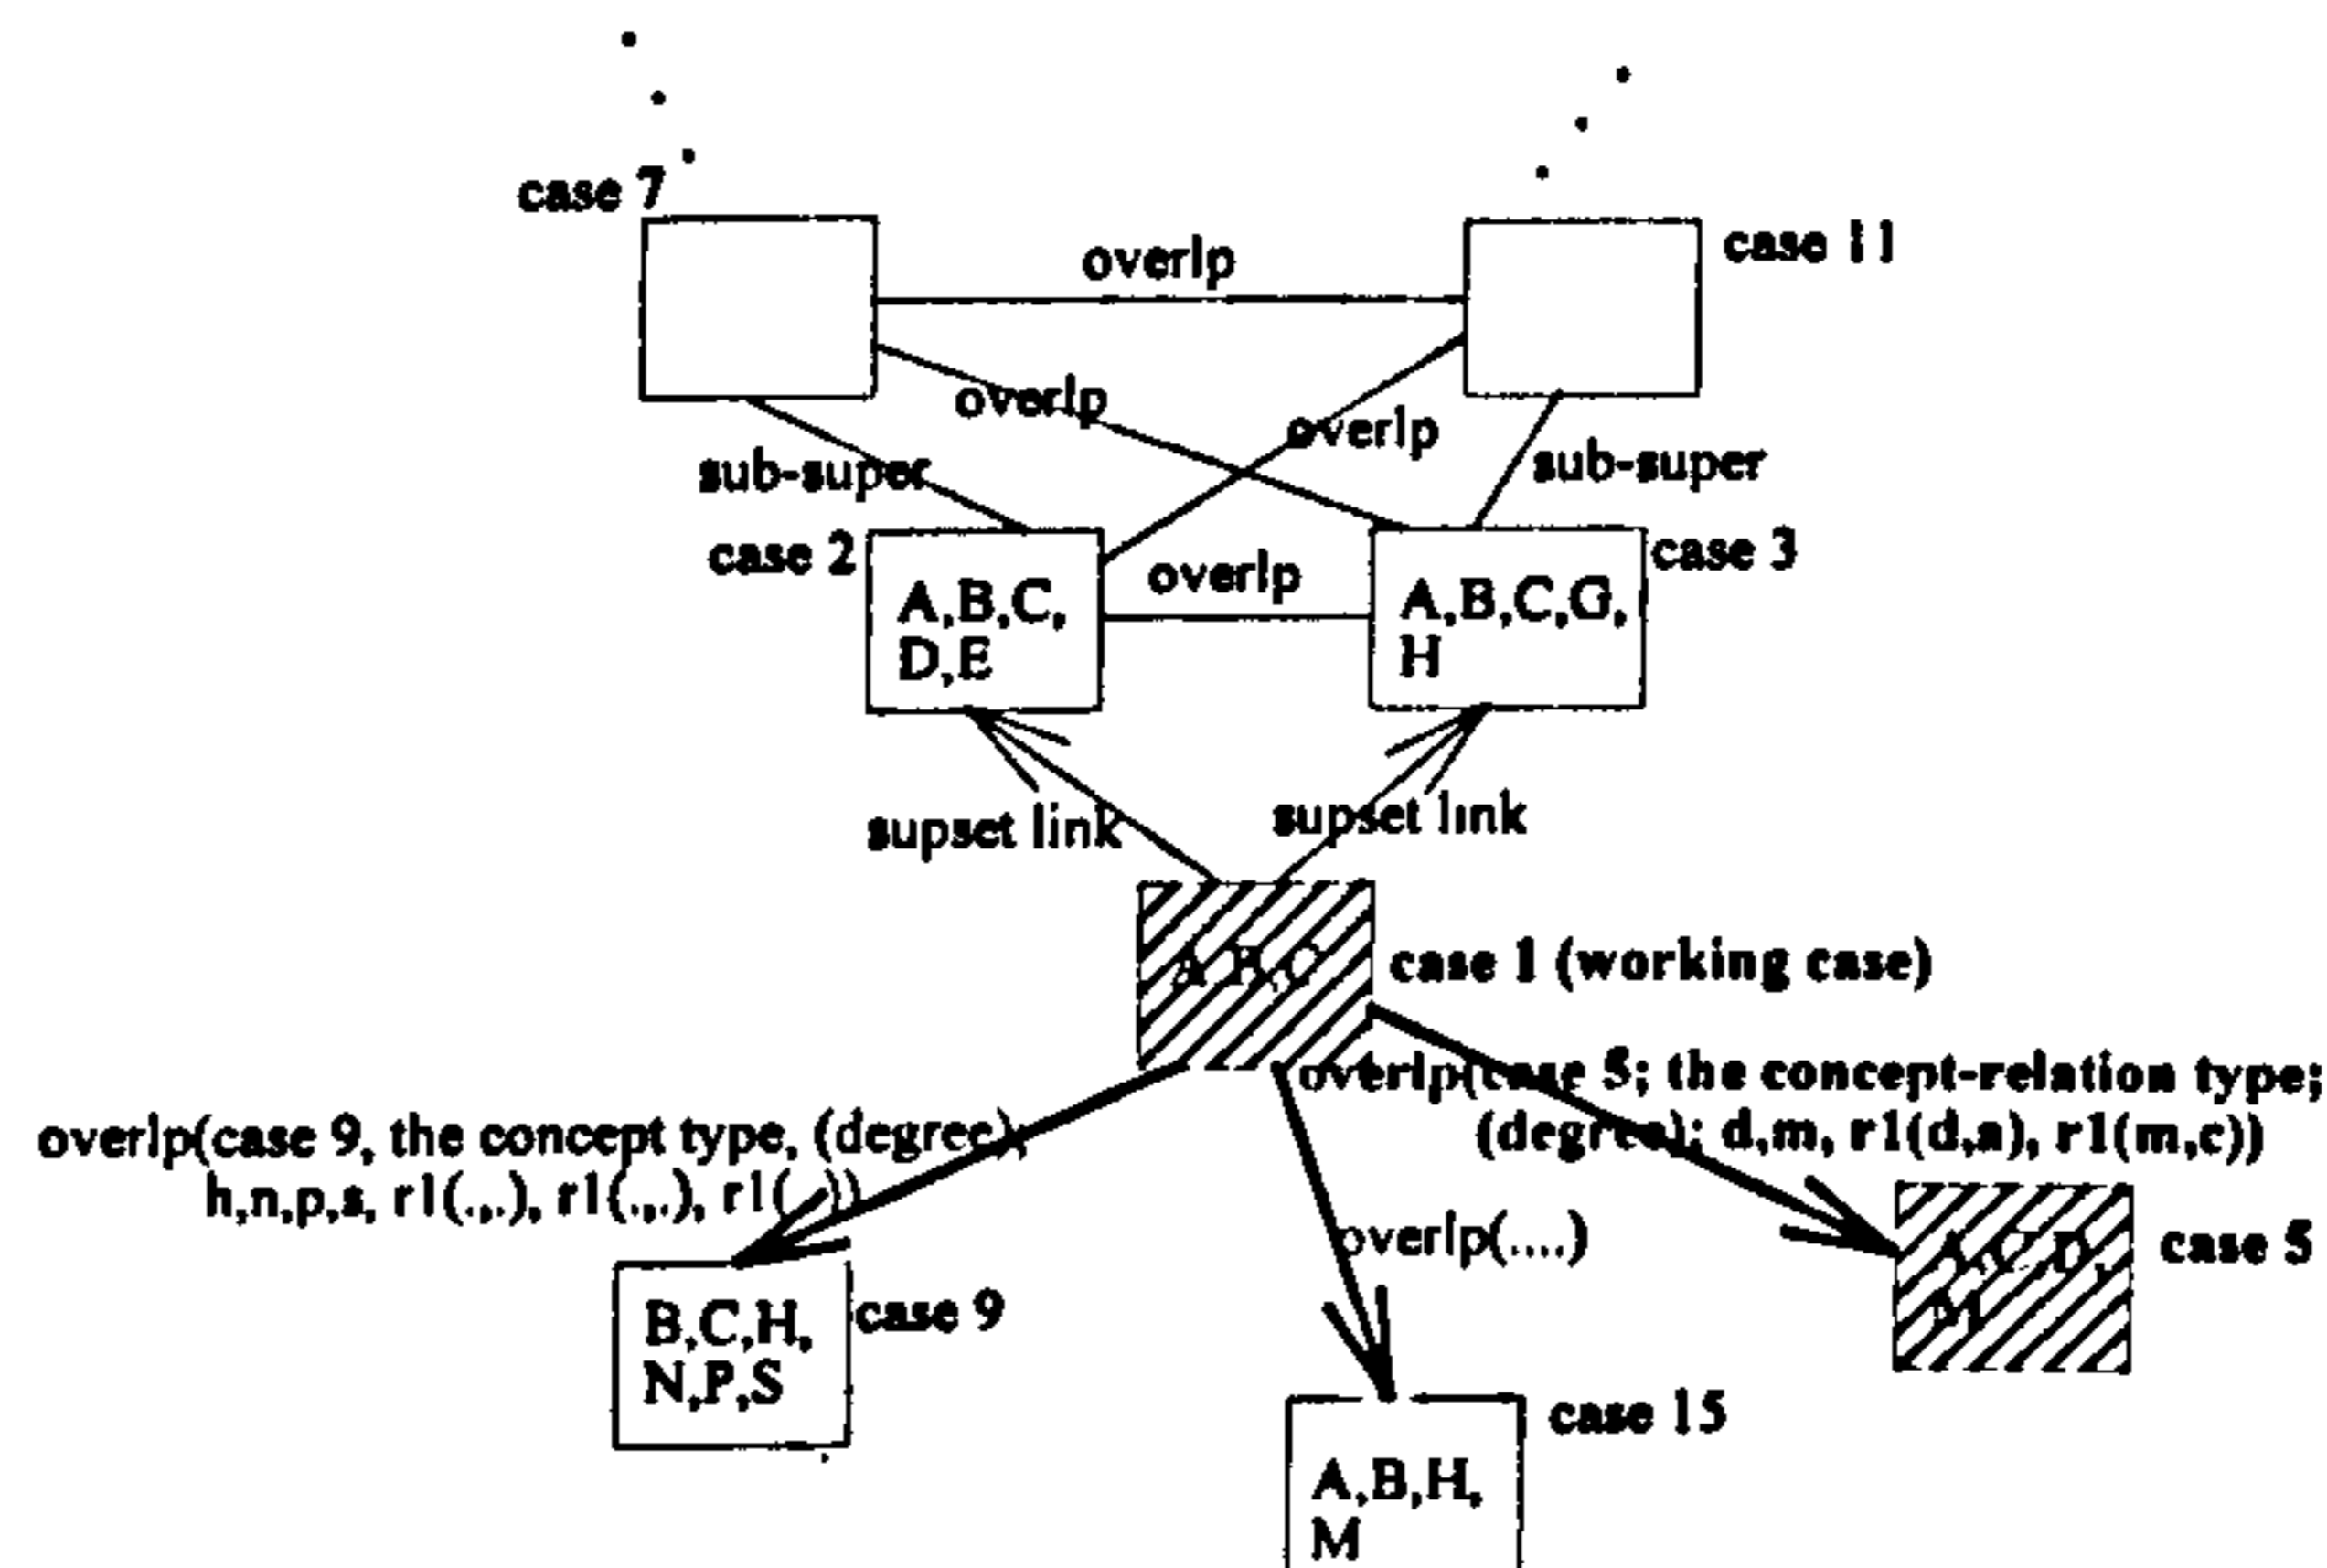 case 7
case 11
overlp
overlp
overlp
sub-super
sub-super
case 2
case 3
overlp
A,B,C,
D,E
A,B,C,G,
H
supset link
supset link
A,B,C
case 1 (working case)
overlp(case 5; the concept-relation type;
(degree); d,m, r1(d,a), r1(m,c))
overlp(case 9, the concept type, (degree);
h,n,p,s, r1(.,.), r1(.,.), r1(.,.))
overlp(....)
A,C,D,
M
case 5
B,C,H,
N,P,S
case 9
case 15
A,B,H,
M